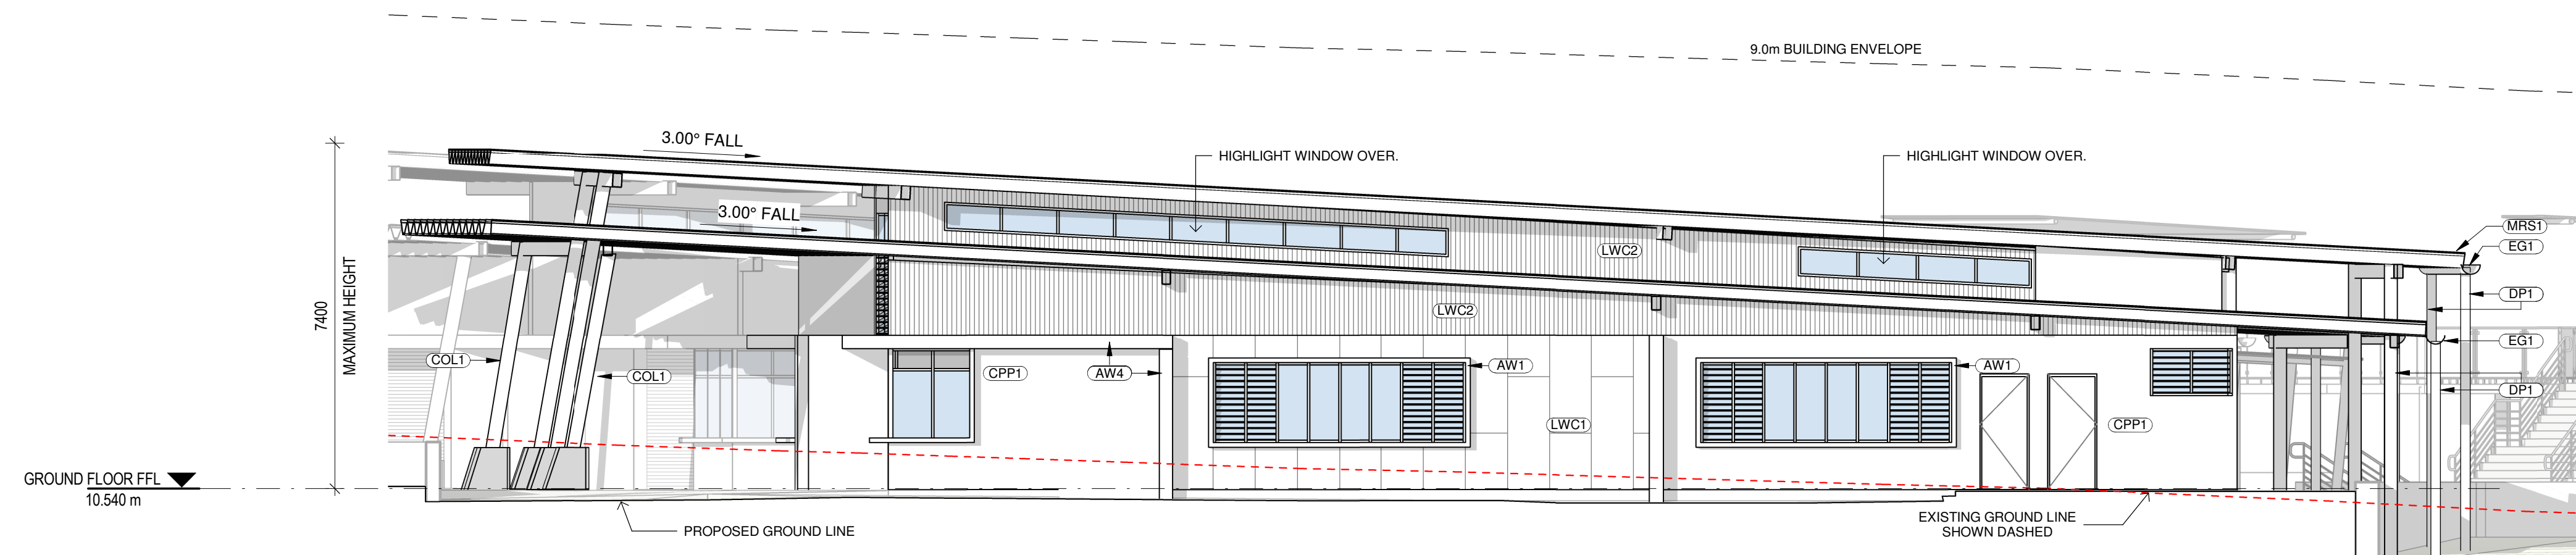 9.0m BUILDING ENVELOPE
3.00° FALL
HIGHLIGHT WINDOW OVER.
HIGHLIGHT WINDOW OVER.
3.00° FALL
MRS1
EG1
LWC2
DP1
LWC2
7400
MAXIMUM HEIGHT
EG1
COL1
COL1
CPP1
AW4
AW1
AW1
DP1
LWC1
CPP1
GROUND FLOOR FFL
10.540 m
PROPOSED GROUND LINE
EXISTING GROUND LINE
SHOWN DASHED